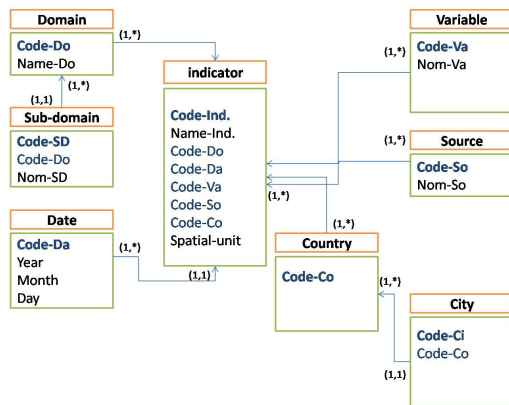 Domain
Code-Do
Name-Do
(1,*)
(1,1)
(1,*)
Sub-domain
Code-SD
Code-Do
Nom-SD
Date
Code-Da
Year
Month
Day
(1,*)
(1,1)
indicator
Code-Ind.
Name-Ind.
Code-Do
Code-Da
Code-Va
Code-So
Code-Co
Spatial-unit
(1,*)
Variable
(1,*)
Code-Va
Nom-Va
Source
(1,*)
Code-So
Nom-So
(1,*)
Country
Code-Co
(1,*)
City
Code-Ci
Code-Co
(1,1)